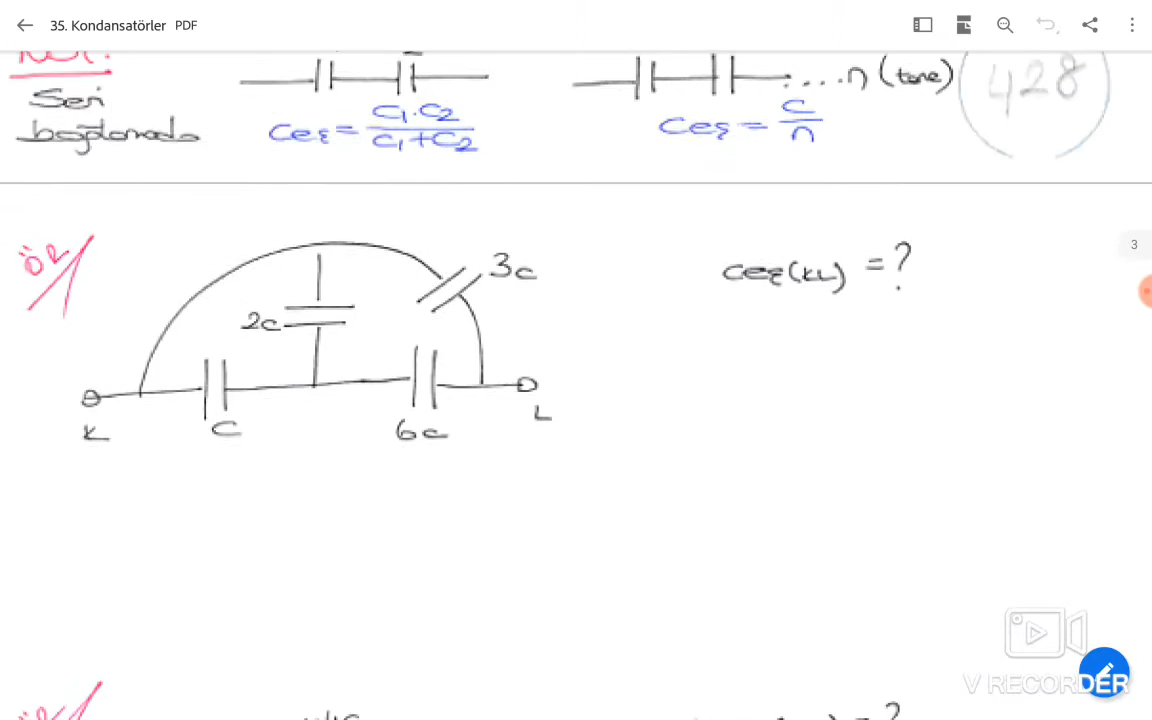 35. Kondansatörler PDF
Seri
bağlamada
Ceş = C1.C2 / C1+C2
....n (tane)
Ceş = C / n
428
3
ÖR/
3C
2C
Ceş(KL) = ?
K
C
6C
L
V RECORDER
= ?